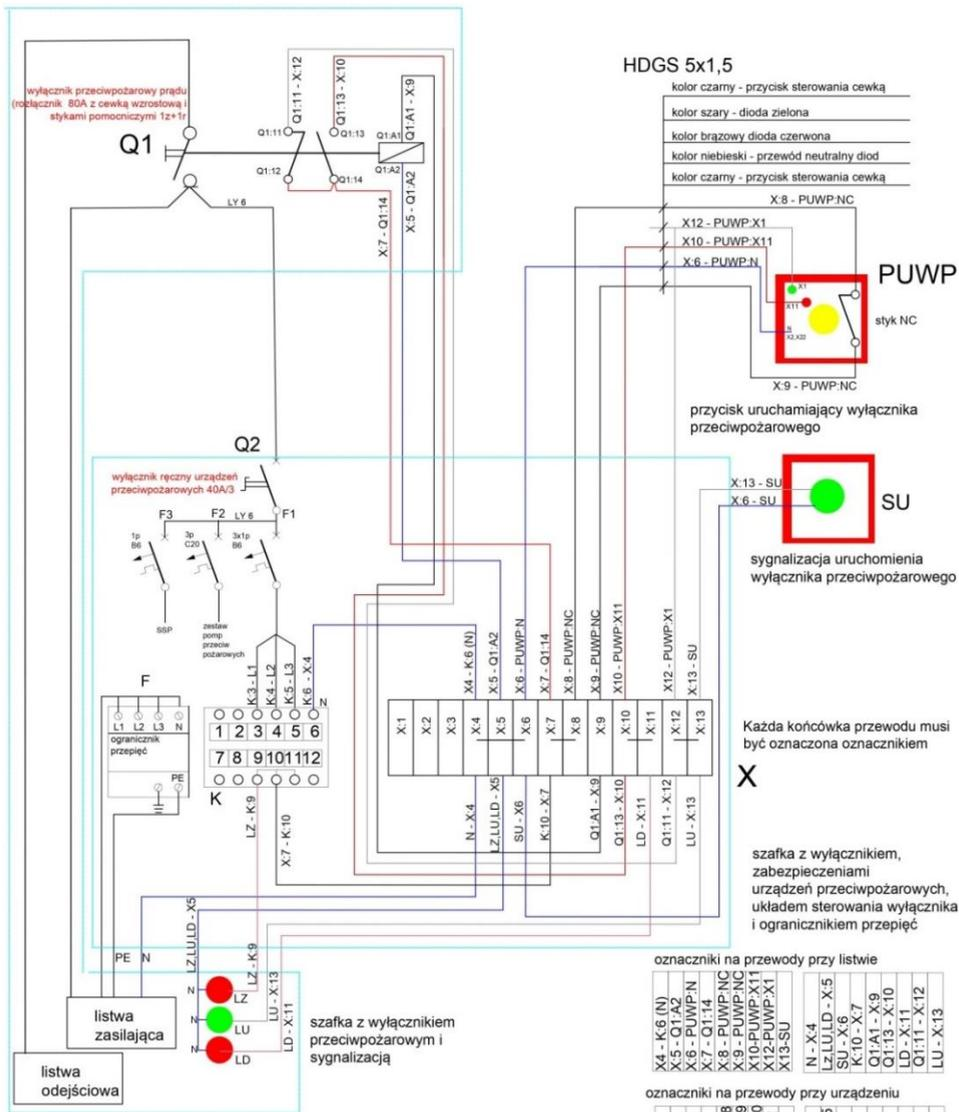 wyłącznik przeciwpożarowy prądu
(rozłącznik 80A z cewką wzrostową i
stykami pomocniczymi 1z+1r
Q1
Q1:11 - X:12
Q1:13 - X:10
Q1:A1 - X:9
Q1:11
Q1:13
Q1:A1
Q1:A2
Q1:12
Q1:14
X:7 - Q1:14
X:5 - Q1:A2
LY 6
HDGS 5x1,5
kolor czarny - przycisk sterowania cewką
kolor szary - dioda zielona
kolor brązowy dioda czerwona
kolor niebieski - przewód neutralny diod
kolor czarny - przycisk sterowania cewką
X:8 - PUWP:NC
X12 - PUWP:X1
X10 - PUWP:X11
X:6 - PUWP:N
PUWP
X1
X11
N
X2,X22
styk NC
X:9 - PUWP:NC
przycisk uruchamiający wyłącznika
przeciwpożarowego
Q2
wyłącznik ręczny urządzeń
przeciwpożarowych 40A/3
X:13 - SU
X:6 - SU
SU
sygnalizacja uruchomienia
wyłącznika przeciwpożarowego
F3
F2
LY 6
F1
1p
B6
3p
C20
3x1p
B6
SSP
zestaw
pomp
przeciw
pożarowych
K:3 - L1
K:4 - L2
K:5 - L3
K:6 - X:4
N
X4 - K:6 (N)
X:5 - Q1:A2
X:6 - PUWP:N
X:7 - Q1:14
X:8 - PUWP:NC
X:9 - PUWP:NC
X10 - PUWP:X11
X12 - PUWP:X1
X:13 - SU
F
L1 L2 L3 N
ogranicznik
przepięć
PE
1 2 3 4 5 6
7 8 9 10 11 12
K
X:1 X:2 X:3 X:4 X:5 X:6 X:7 X:8 X:9 X:10 X:11 X:12 X:13
X
Każda końcówka przewodu musi
być oznaczona oznacznikiem
LZ - K:9
X:7 - K:10
N - X:4
LZ,LU,LD - X5
SU - X6
K:10 - X:7
Q1:A1 - X:9
Q1:13 - X:10
LD - X:11
Q1:11 - X:12
LU - X:13
szafka z wyłącznikiem,
zabezpieczeniami
urządzeń przeciwpożarowych,
układem sterowania wyłącznika
i ogranicznikiem przepięć
PE
N
LZ,LU,LD - X5
LZ - K:9
LU - X:13
LD - X:11
N
LZ
N
LU
N
LD
listwa
zasilająca
listwa
odejściowa
szafka z wyłącznikiem
przeciwpożarowym i
sygnalizacją
oznaczniki na przewody przy listwie
X4 - K:6 (N)
X:5 - Q1:A2
X:6 - PUWP:N
X:7 - Q1:14
X:8 - PUWP:NC
X:9 - PUWP:NC
X10-PUWP:X11
X12-PUWP:X1
X13-SU
N - X:4
Lz,LU,LD - X:5
SU - X:6
K:10 - X:7
Q1:A1 - X:9
Q1:13 - X:10
LD - X:11
Q1:11 - X:12
LU - X:13
oznaczniki na przewody przy urządzeniu